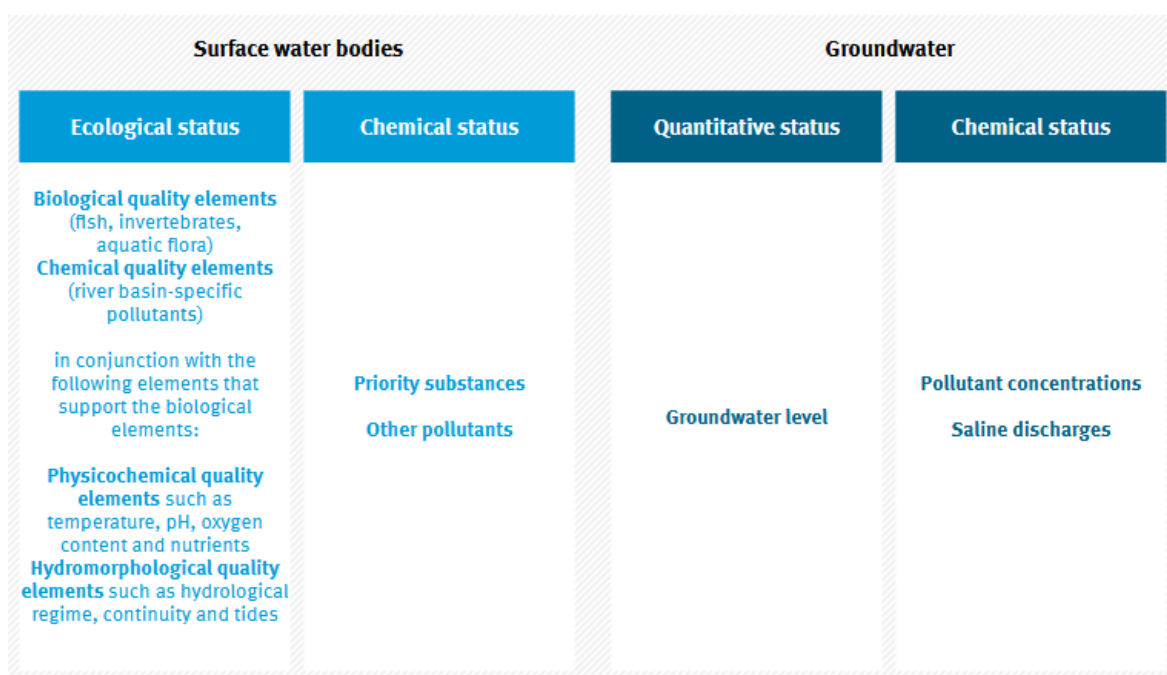 Surface water bodies
Groundwater
Ecological status
Chemical status
Quantitative status
Chemical status
Biological quality elements
(fish, invertebrates,
aquatic flora)
Chemical quality elements
(river basin-specific
pollutants)
in conjunction with the
following elements that
support the biological
elements:
Physicochemical quality
elements such as
temperature, pH, oxygen
content and nutrients
Hydromorphological quality
elements such as hydrological
regime, continuity and tides
Priority substances
Other pollutants
Groundwater level
Pollutant concentrations
Saline discharges